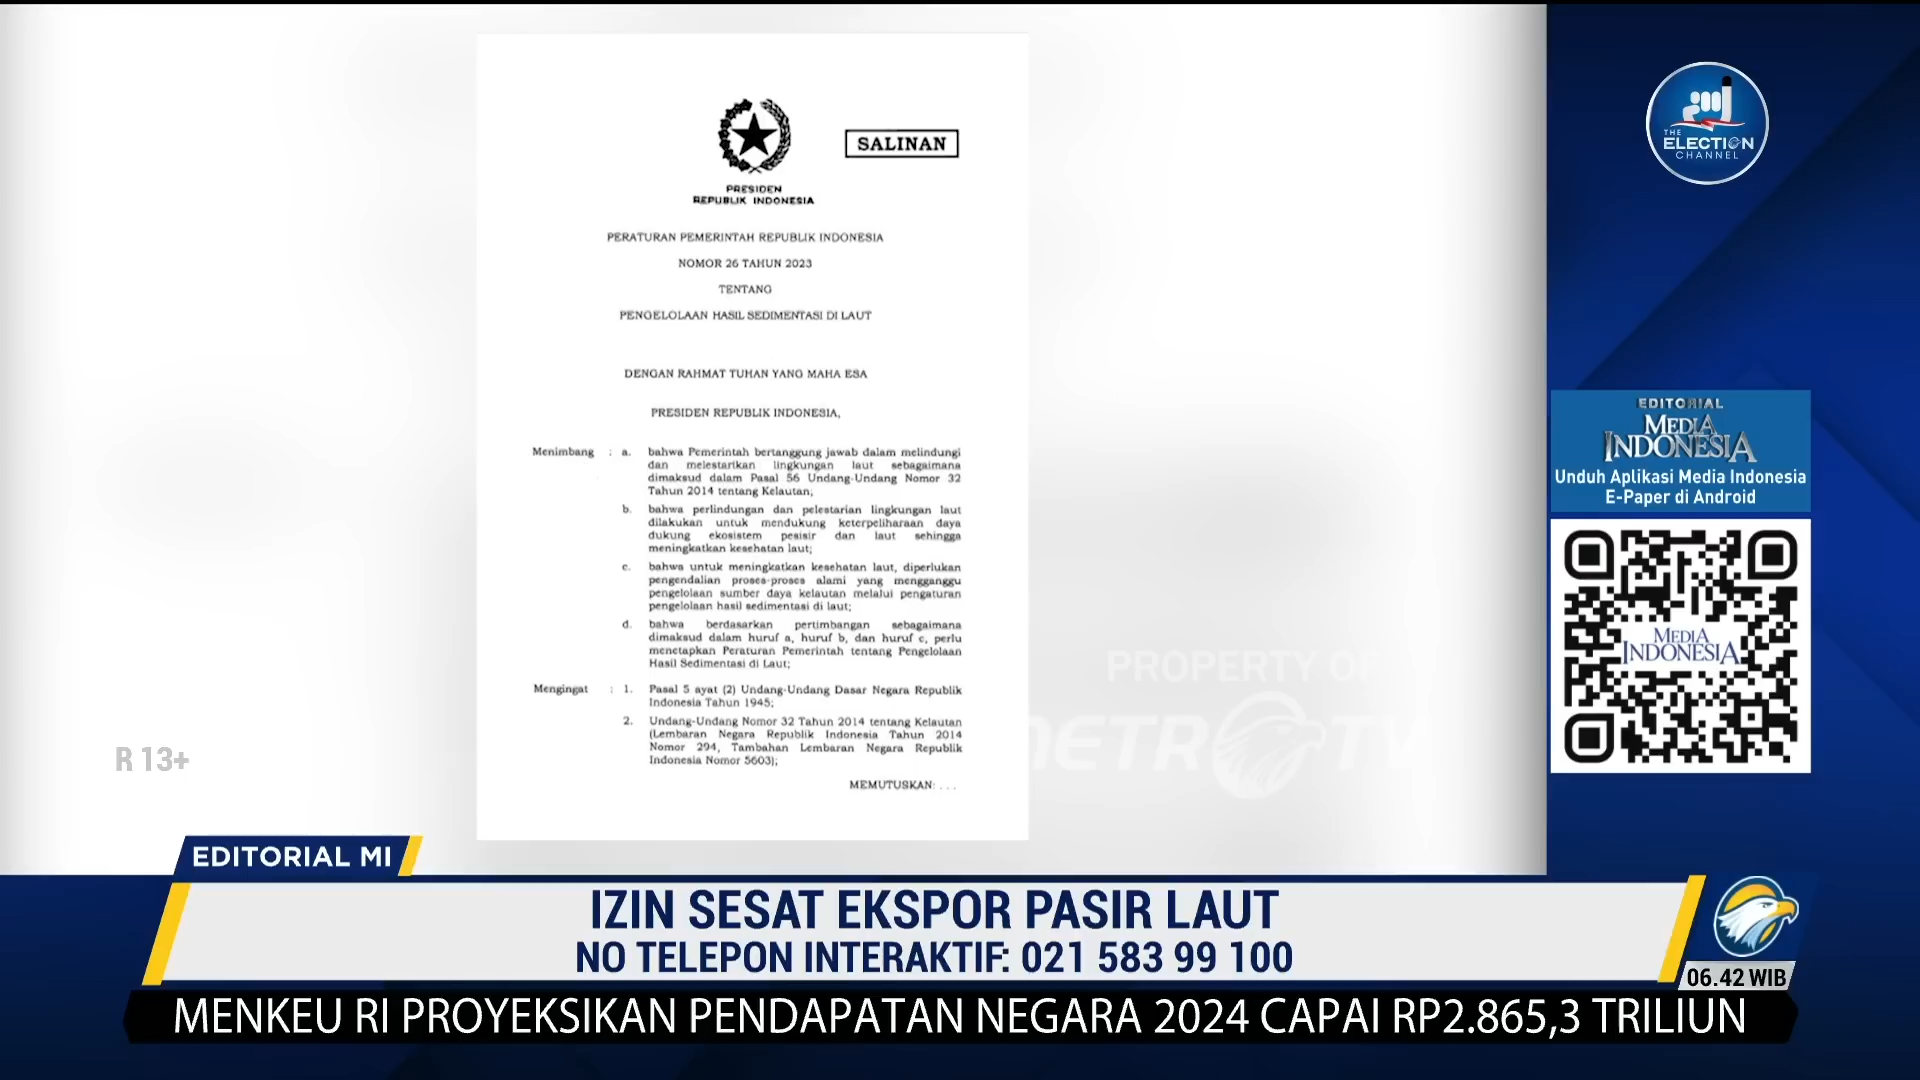 THE
ELECTION
CHANNEL
SALINAN
PRESIDEN
REPUBLIK INDONESIA
PERATURAN PEMERINTAH REPUBLIK INDONESIA
NOMOR 26 TAHUN 2023
TENTANG
PENGELOLAAN HASIL SEDIMENTASI DI LAUT
DENGAN RAHMAT TUHAN YANG MAHA ESA
PRESIDEN REPUBLIK INDONESIA,
Menimbang : a. bahwa Pemerintah bertanggung jawab dalam melindungi
dan melestarikan lingkungan laut sebagaimana
dimaksud dalam Pasal 56 Undang-Undang Nomor 32
Tahun 2014 tentang Kelautan;
b. bahwa perlindungan dan pelestarian lingkungan laut
dilakukan untuk mendukung keterpeliharaan daya
dukung ekosistem pesisir dan laut sehingga
meningkatkan kesehatan laut;
c. bahwa untuk meningkatkan kesehatan laut, diperlukan
pengendalian proses-proses alami yang mengganggu
pengelolaan sumber daya kelautan melalui pengaturan
pengelolaan hasil sedimentasi di laut;
d. bahwa berdasarkan pertimbangan sebagaimana
dimaksud dalam huruf a, huruf b, dan huruf c, perlu
menetapkan Peraturan Pemerintah tentang Pengelolaan
Hasil Sedimentasi di Laut;
Mengingat : 1. Pasal 5 ayat (2) Undang-Undang Dasar Negara Republik
Indonesia Tahun 1945;
2. Undang-Undang Nomor 32 Tahun 2014 tentang Kelautan
(Lembaran Negara Republik Indonesia Tahun 2014
Nomor 294, Tambahan Lembaran Negara Republik
Indonesia Nomor 5603);
MEMUTUSKAN: . . .
EDITORIAL
MEDIA
INDONESIA
Unduh Aplikasi Media Indonesia
E-Paper di Android
MEDIA
INDONESIA
PROPERTY OF
METRO TV
R 13+
EDITORIAL MI
IZIN SESAT EKSPOR PASIR LAUT
NO TELEPON INTERAKTIF: 021 583 99 100
06.42 WIB
MENKEU RI PROYEKSIKAN PENDAPATAN NEGARA 2024 CAPAI RP2.865,3 TRILIUN